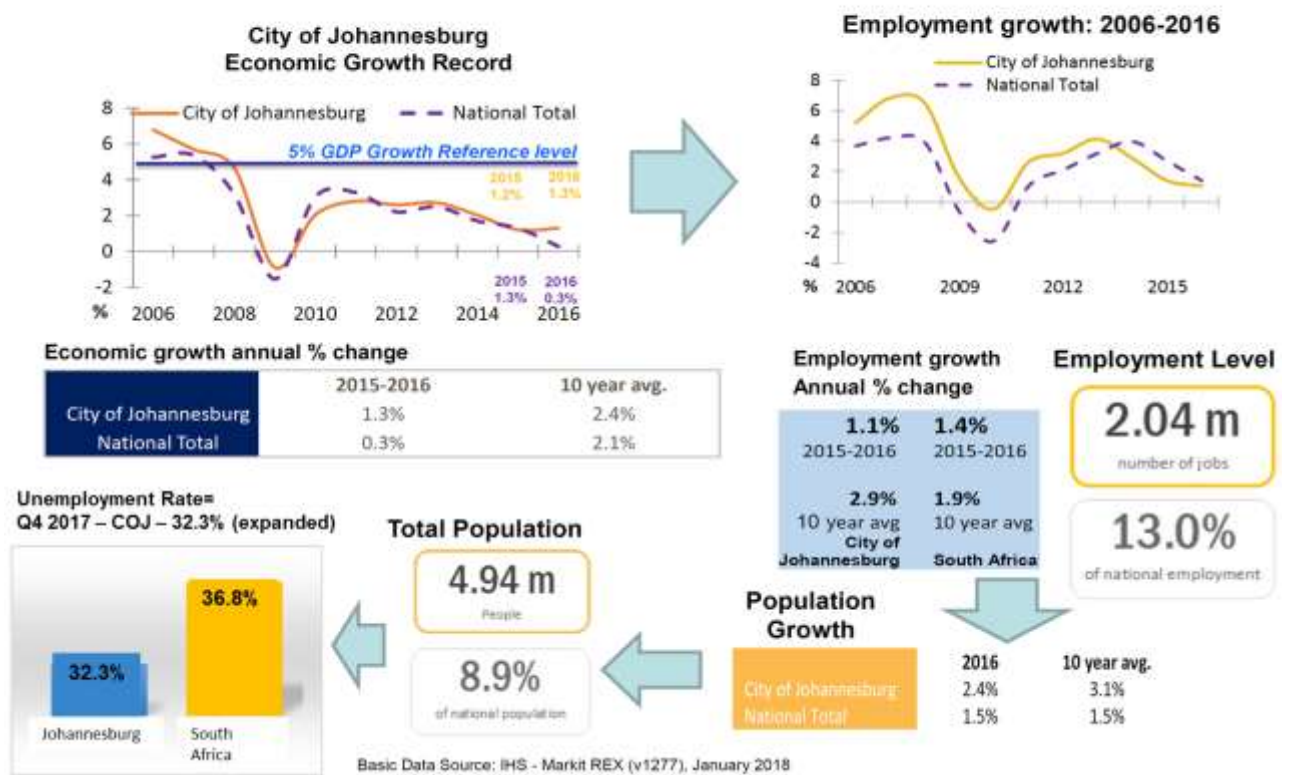 City of Johannesburg
Economic Growth Record
8
City of Johannesburg
National Total
6
5% GDP Growth Reference level
4
2015
1.2%
2016
1.3%
2
0
-2
2015
1.3%
2016
0.3%
% 2006 2008 2010 2012 2014 2016
Employment growth: 2006-2016
City of Johannesburg
National Total
8
6
4
2
0
-2
-4
% 2006 2009 2012 2015
Economic growth annual % change
2015-2016 10 year avg.
City of Johannesburg 1.3% 2.4%
National Total 0.3% 2.1%
Employment growth
Annual % change
1.1% 1.4%
2015-2016 2015-2016
2.9% 1.9%
10 year avg 10 year avg
City of
Johannesburg South Africa
Employment Level
2.04 m
number of jobs
13.0%
of national employment
Population
Growth
2016 10 year avg.
City of Johannesburg 2.4% 3.1%
National Total 1.5% 1.5%
Total Population
4.94 m
People
8.9%
of national population
Unemployment Rate=
Q4 2017 – COJ – 32.3% (expanded)
36.8%
32.3%
Johannesburg
South
Africa
Basic Data Source: IHS - Markit REX (v1277), January 2018